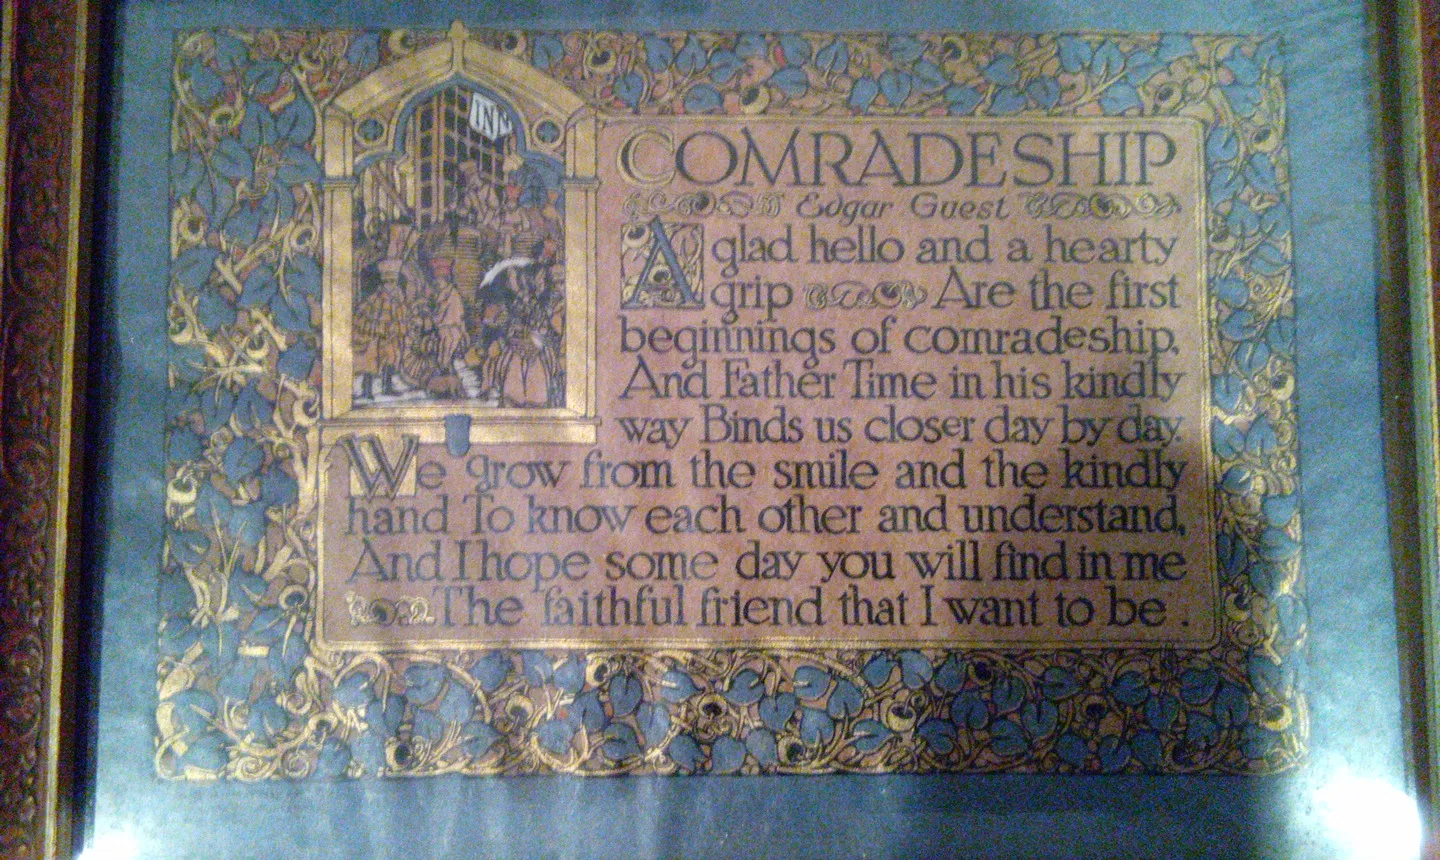 INN
COMRADESHIP
Edgar Guest
A glad hello and a hearty
grip Are the first
beginnings of comradeship,
And Father Time in his kindly
way Binds us closer day by day.
We grow from the smile and the kindly
hand To know each other and understand,
And I hope some day you will find in me
The faithful friend that I want to be.